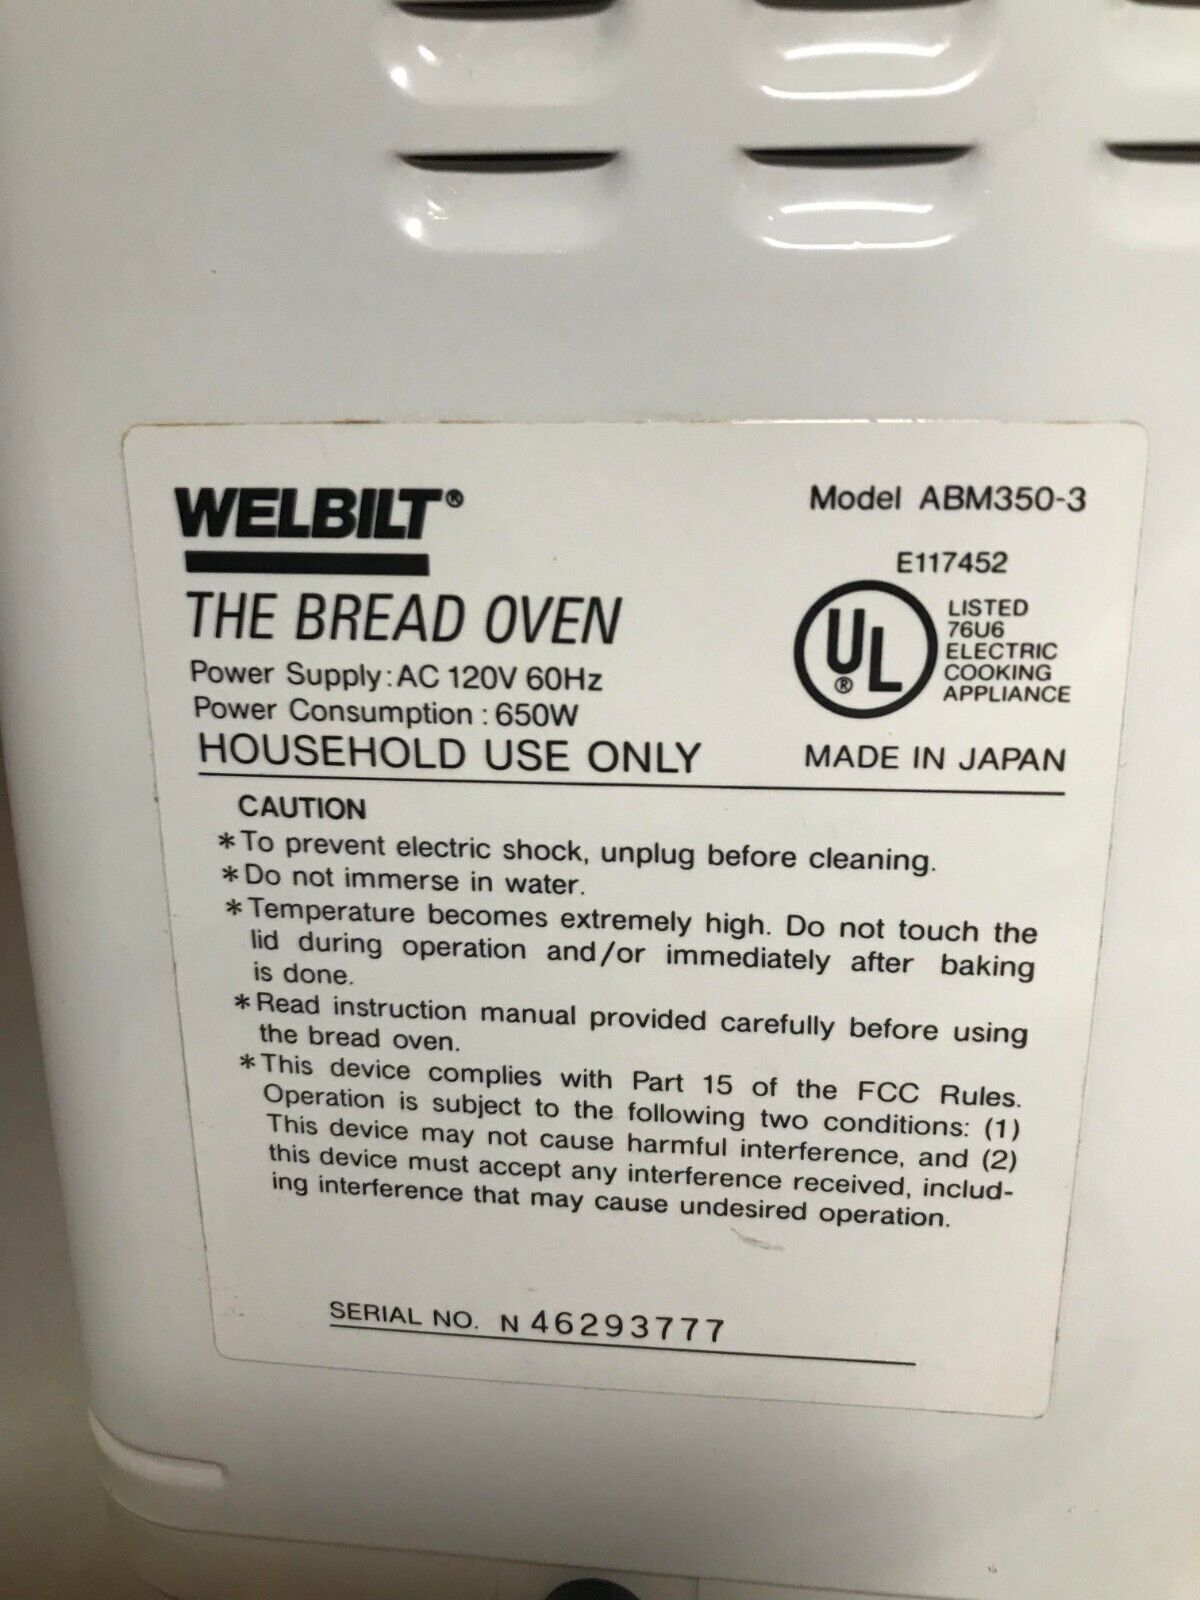 WELBILT®
Model ABM350-3
E117452
THE BREAD OVEN
UL® LISTED
76U6
ELECTRIC
COOKING
APPLIANCE
Power Supply: AC 120V 60Hz
Power Consumption : 650W
HOUSEHOLD USE ONLY
MADE IN JAPAN
CAUTION
*To prevent electric shock, unplug before cleaning.
*Do not immerse in water.
*Temperature becomes extremely high. Do not touch the
lid during operation and/or immediately after baking
is done.
*Read instruction manual provided carefully before using
the bread oven.
*This device complies with Part 15 of the FCC Rules.
Operation is subject to the following two conditions: (1)
This device may not cause harmful interference, and (2)
this device must accept any interference received, includ-
ing interference that may cause undesired operation.
SERIAL NO. N 46293777